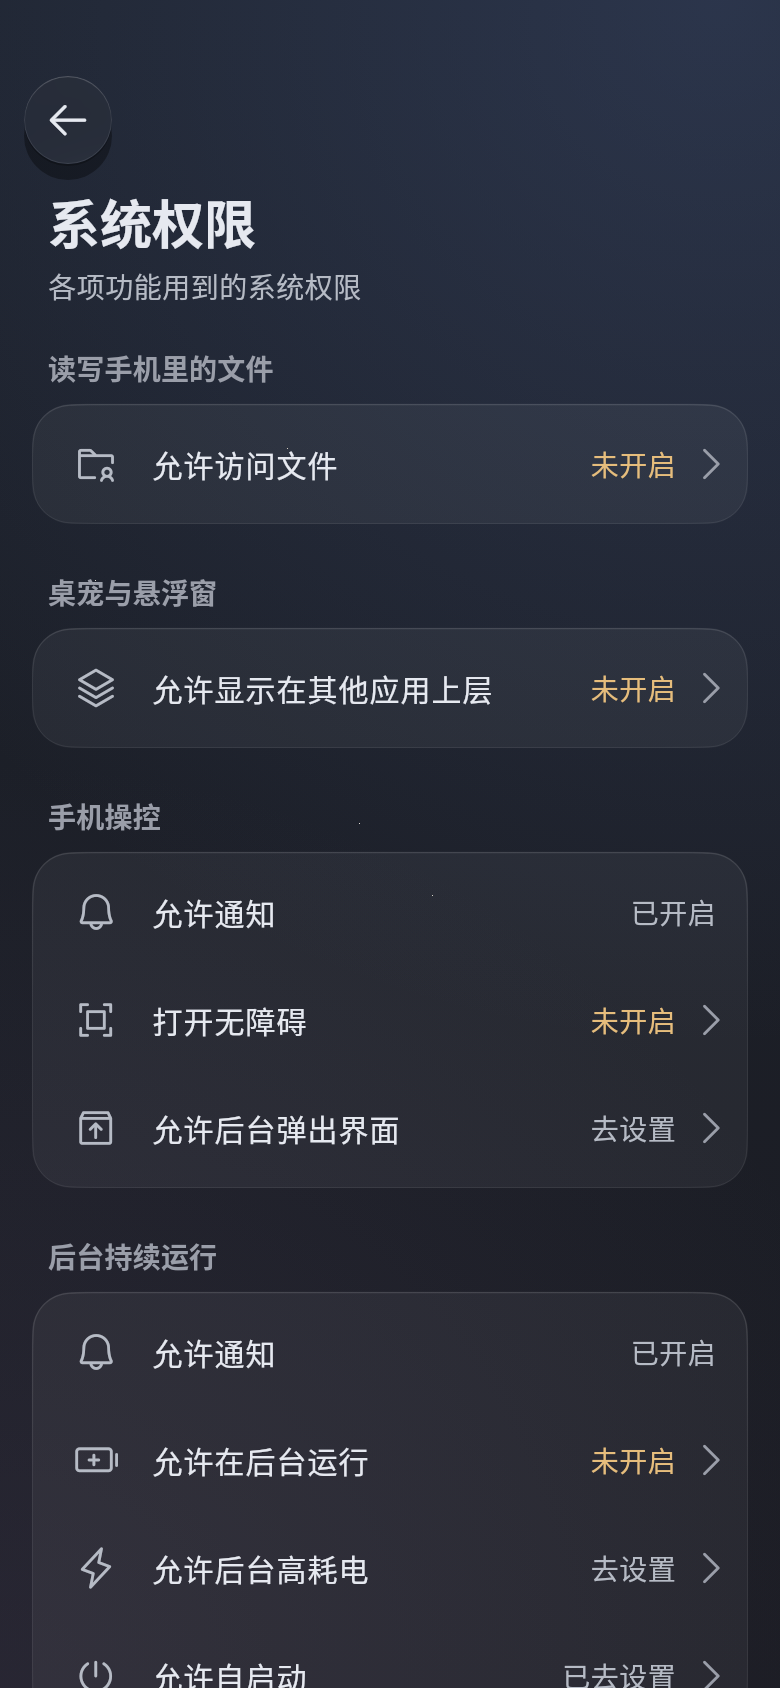 系统权限
各项功能用到的系统权限
读写手机里的文件
允许访问文件 未开启
桌宠与悬浮窗
允许显示在其他应用上层 未开启
手机操控
允许通知 已开启
打开无障碍 未开启
允许后台弹出界面 去设置
后台持续运行
允许通知 已开启
允许在后台运行 未开启
允许后台高耗电 去设置
允许自启动 已去设置